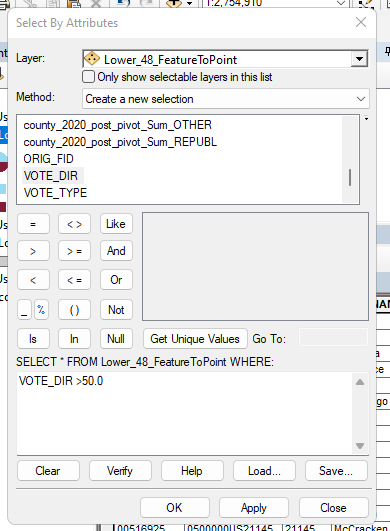 1:2,754,910
Select By Attributes
Layer: Lower_48_FeatureToPoint
Only show selectable layers in this list
Method: Create a new selection
county_2020_post_pivot_Sum_OTHER
county_2020_post_pivot_Sum_REPUBL
ORIG_FID
VOTE_DIR
VOTE_TYPE
= < > Like
> > = And
< < = Or
_ % ( ) Not
Is In Null Get Unique Values Go To:
SELECT * FROM Lower_48_FeatureToPoint WHERE:
VOTE_DIR >50.0
Clear Verify Help Load... Save...
OK Apply Close
00516925 0500000US21145 21145 McCracken